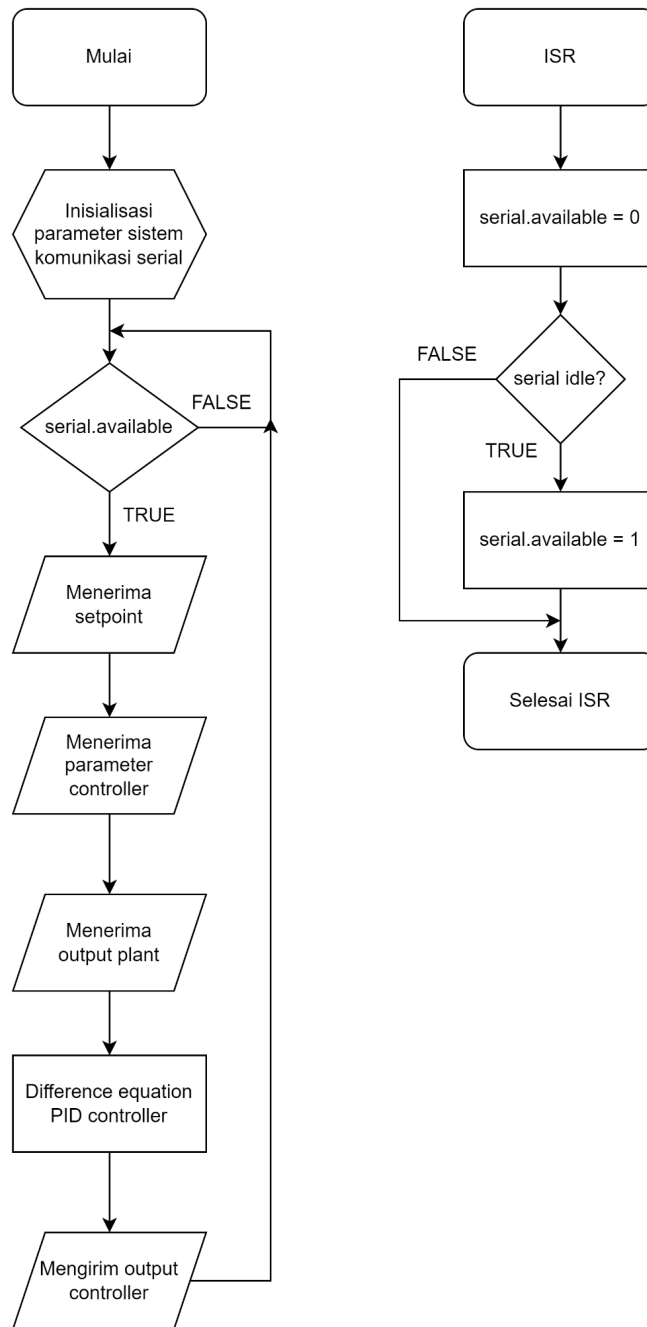 Mulai
Inisialisasi
parameter sistem
komunikasi serial
serial.available
FALSE
TRUE
Menerima
setpoint
Menerima
parameter
controller
Menerima
output plant
Difference equation
PID controller
Mengirim output
controller
ISR
serial.available = 0
serial idle?
FALSE
TRUE
serial.available = 1
Selesai ISR